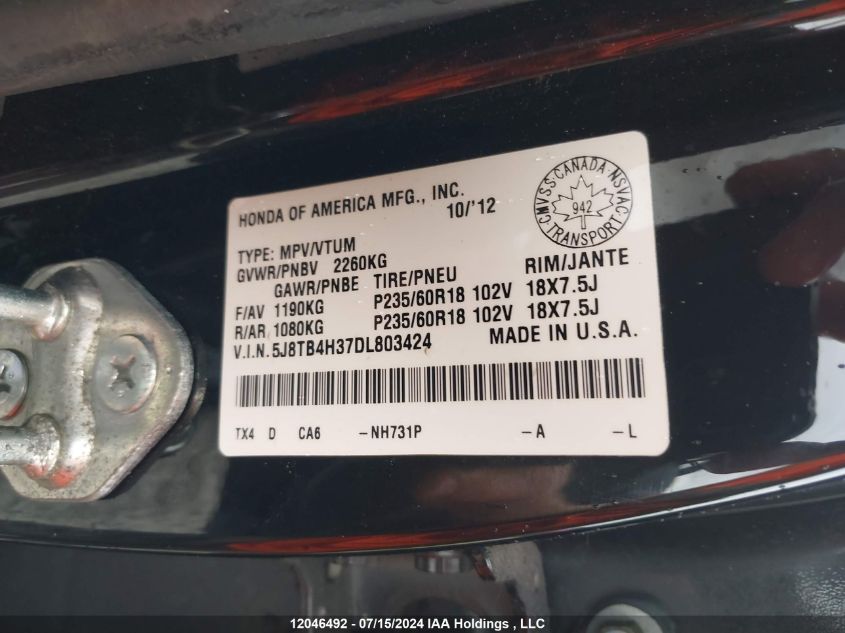 HONDA OF AMERICA MFG., INC.
10/'12
CMVSS·CANADA·NSVAC
942
TRANSPORT
TYPE: MPV/VTUM
GVWR/PNBV 2260KG
GAWR/PNBE TIRE/PNEU RIM/JANTE
F/AV 1190KG P235/60R18 102V 18X7.5J
R/AR 1080KG P235/60R18 102V 18X7.5J
V.I.N. 5J8TB4H37DL803424 MADE IN U.S.A.
TX4 D CA6 -NH731P -A -L
12046492 - 07/15/2024 IAA Holdings , LLC